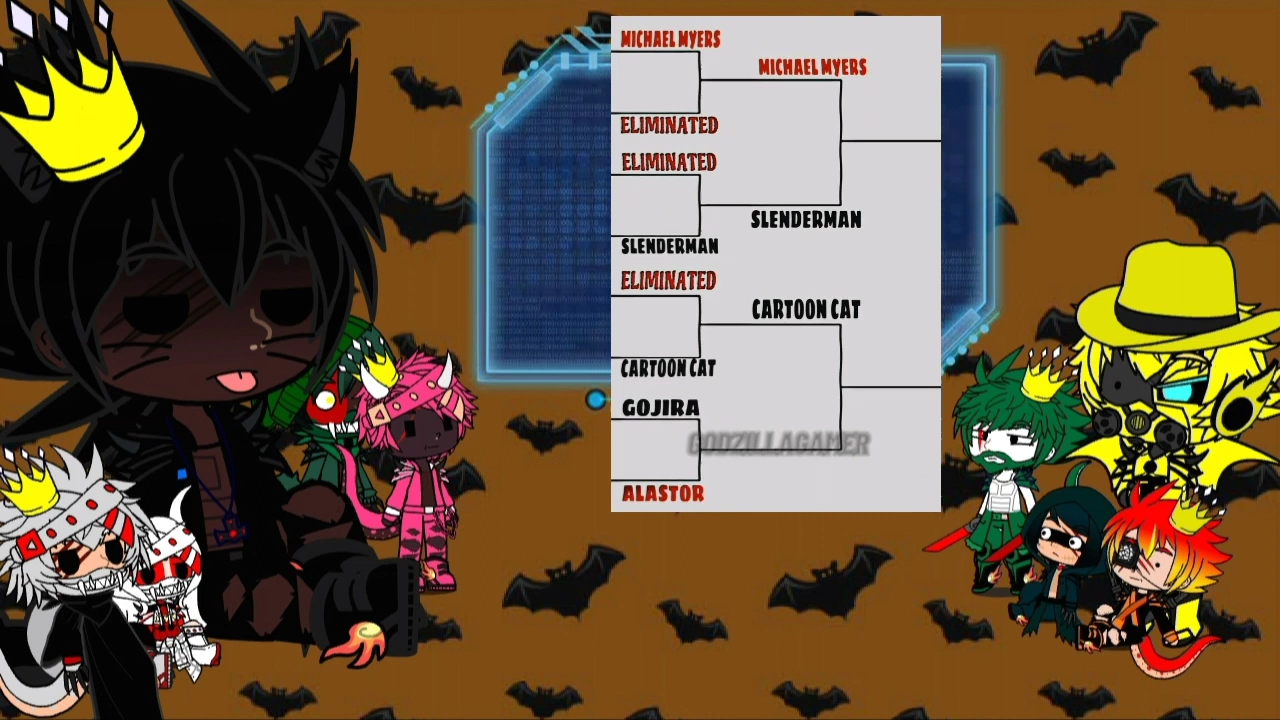 MICHAEL MYERS
MICHAEL MYERS
ELIMINATED
ELIMINATED
SLENDERMAN
SLENDERMAN
ELIMINATED
CARTOON CAT
CARTOON CAT
GOJIRA
GODZILLAGAMER
ALASTOR